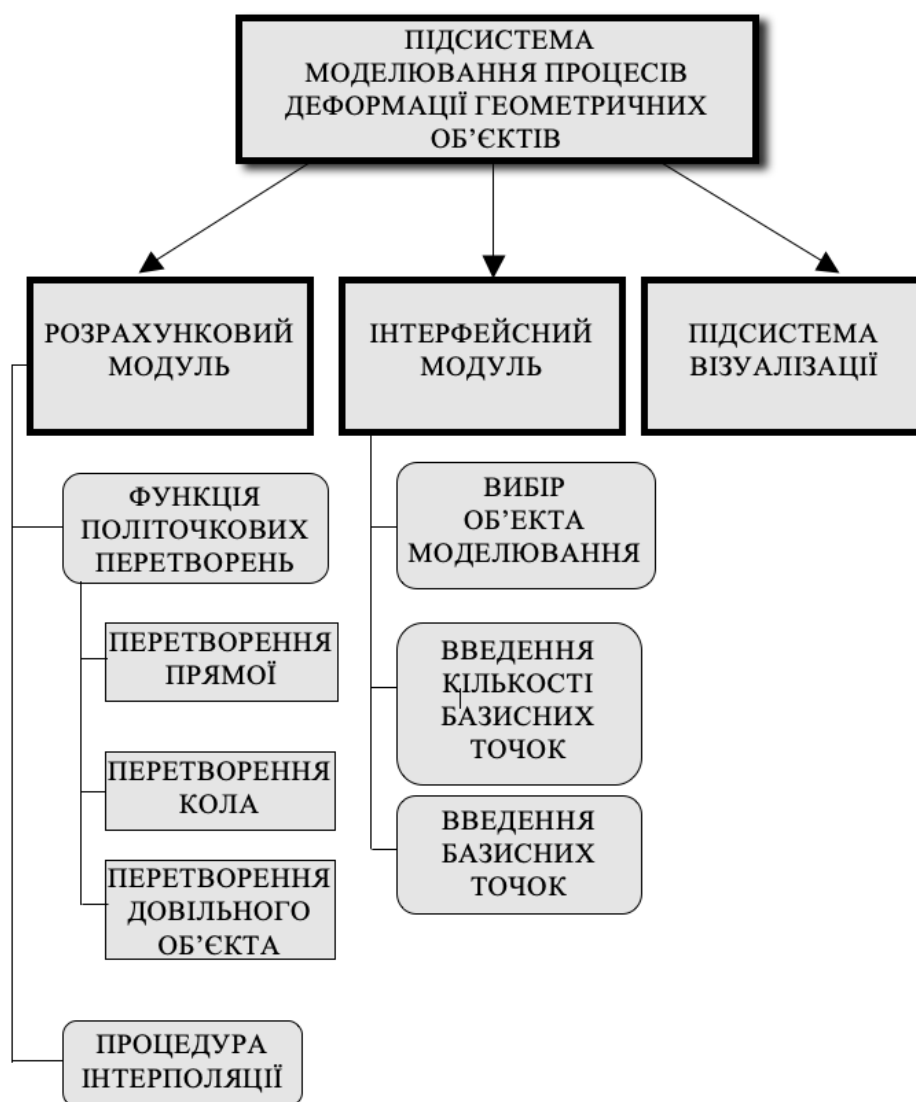 ПІДСИСТЕМА
МОДЕЛЮВАННЯ ПРОЦЕСІВ
ДЕФОРМАЦІЇ ГЕОМЕТРИЧНИХ
ОБ’ЄКТІВ
РОЗРАХУНКОВИЙ
МОДУЛЬ
ІНТЕРФЕЙСНИЙ
МОДУЛЬ
ПІДСИСТЕМА
ВІЗУАЛІЗАЦІЇ
ФУНКЦІЯ
ПОЛІТОЧКОВИХ
ПЕРЕТВОРЕНЬ
ПЕРЕТВОРЕННЯ
ПРЯМОЇ
ПЕРЕТВОРЕННЯ
КОЛА
ПЕРЕТВОРЕННЯ
ДОВІЛЬНОГО
ОБ’ЄКТА
ПРОЦЕДУРА
ІНТЕРПОЛЯЦІЇ
ВИБІР
ОБ’ЕКТА
МОДЕЛЮВАННЯ
ВВЕДЕННЯ
КІЛЬКОСТІ
БАЗИСНИХ
ТОЧОК
ВВЕДЕННЯ
БАЗИСНИХ
ТОЧОК